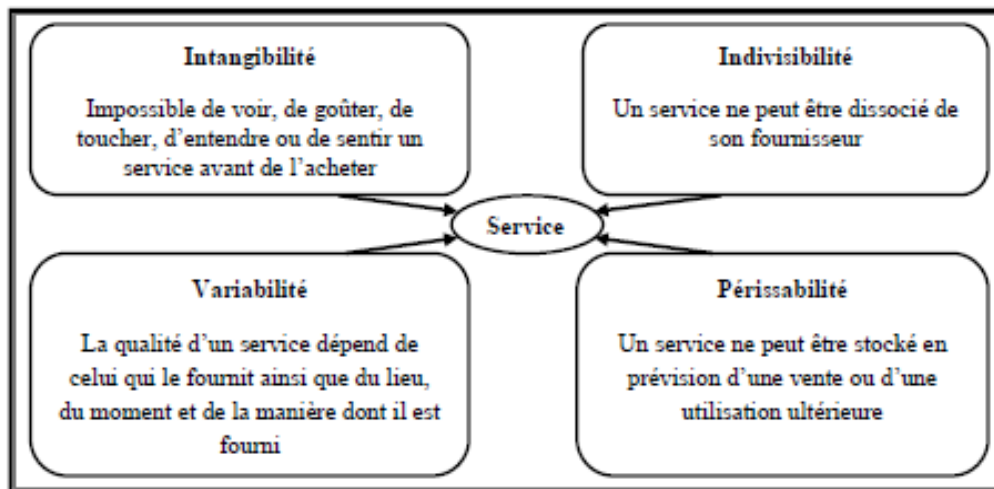 Intangibilité
Impossible de voir, de goûter, de
toucher, d'entendre ou de sentir un
service avant de l'acheter
Indivisibilité
Un service ne peut être dissocié de
son fournisseur
Service
Variabilité
La qualité d'un service dépend de
celui qui le fournit ainsi que du lieu,
du moment et de la manière dont il est
fourni
Périssabilité
Un service ne peut être stocké en
prévision d'une vente ou d'une
utilisation ultérieure